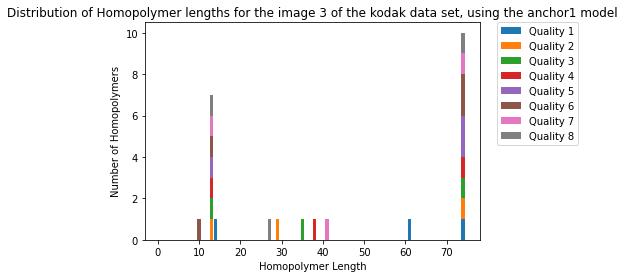 Distribution of Homopolymer lengths for the image 3 of the kodak data set, using the anchor1 model
10
8
6
4
2
0
Number of Homopolymers
0 10 20 30 40 50 60 70
Homopolymer Length
Quality 1
Quality 2
Quality 3
Quality 4
Quality 5
Quality 6
Quality 7
Quality 8